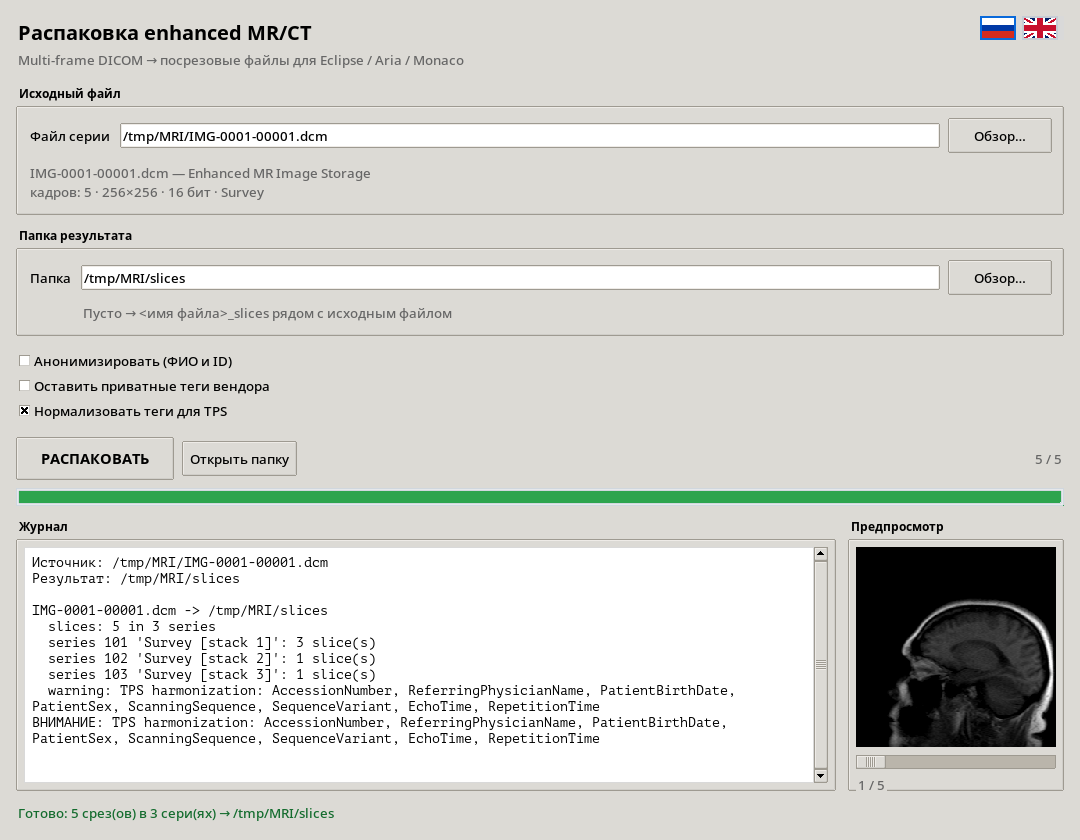 Распаковка enhanced MR/CT
Multi-frame DICOM → посрезовые файлы для Eclipse / Aria / Monaco
Исходный файл
Файл серии /tmp/MRI/IMG-0001-00001.dcm Обзор...
IMG-0001-00001.dcm — Enhanced MR Image Storage
кадров: 5 · 256×256 · 16 бит · Survey
Папка результата
Папка /tmp/MRI/slices Обзор...
Пусто → <имя файла>_slices рядом с исходным файлом
Анонимизировать (ФИО и ID)
Оставить приватные теги вендора
Нормализовать теги для TPS
РАСПАКОВАТЬ Открыть папку 5 / 5
Журнал
Источник: /tmp/MRI/IMG-0001-00001.dcm
Результат: /tmp/MRI/slices
IMG-0001-00001.dcm -> /tmp/MRI/slices
slices: 5 in 3 series
series 101 'Survey [stack 1]': 3 slice(s)
series 102 'Survey [stack 2]': 1 slice(s)
series 103 'Survey [stack 3]': 1 slice(s)
warning: TPS harmonization: AccessionNumber, ReferringPhysicianName, PatientBirthDate,
PatientSex, ScanningSequence, SequenceVariant, EchoTime, RepetitionTime
ВНИМАНИЕ: TPS harmonization: AccessionNumber, ReferringPhysicianName, PatientBirthDate,
PatientSex, ScanningSequence, SequenceVariant, EchoTime, RepetitionTime
Предпросмотр
1 / 5
Готово: 5 срез(ов) в 3 сери(ях) → /tmp/MRI/slices